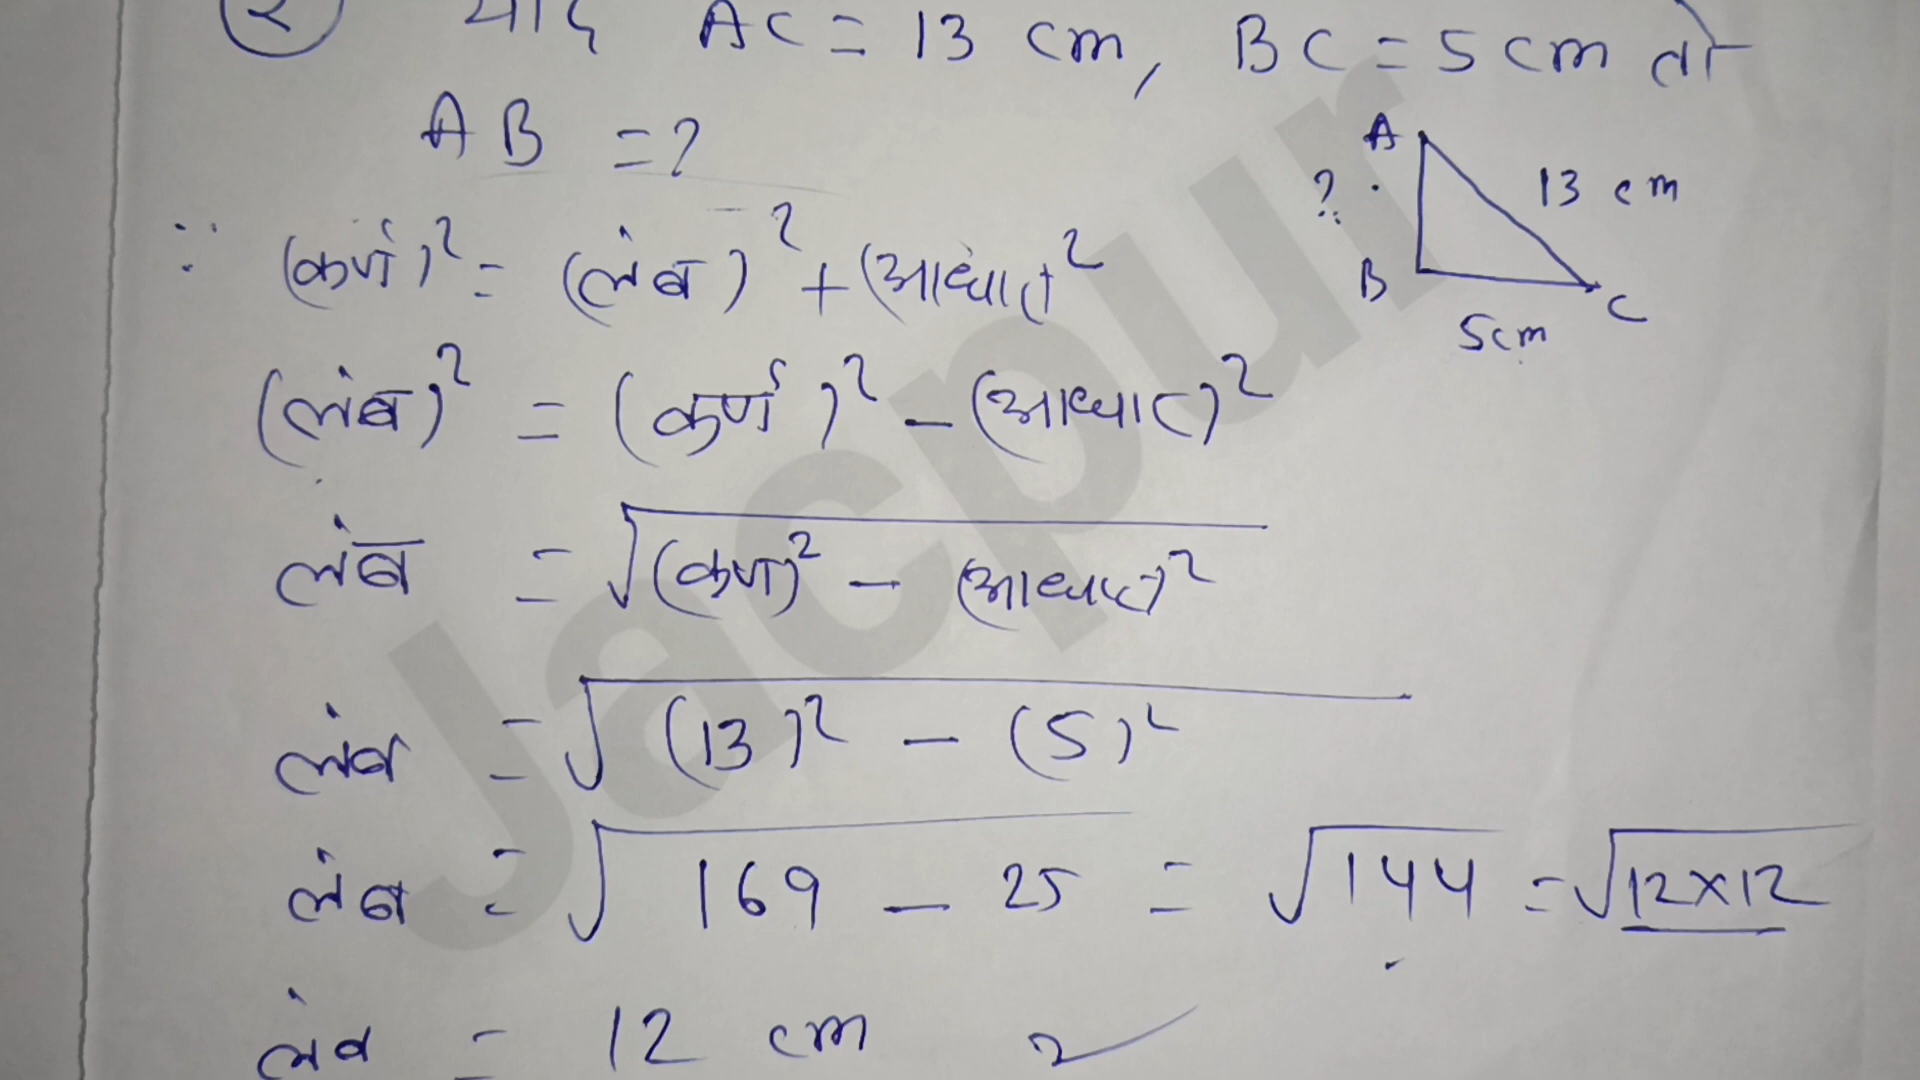 २ यदि AC = 13 cm, BC = 5 cm तो
AB = ?
A
? 13 cm
B C
5cm
∵ (कर्ण)² = (लंब)² + (आधार)²
(लंब)² = (कर्ण)² - (आधार)²
लंब = √(कर्ण)² - (आधार)²
लंब = √(13)² - (5)²
लंब = √169 - 25 = √144 = √12×12
लंब = 12 cm
Jacpur